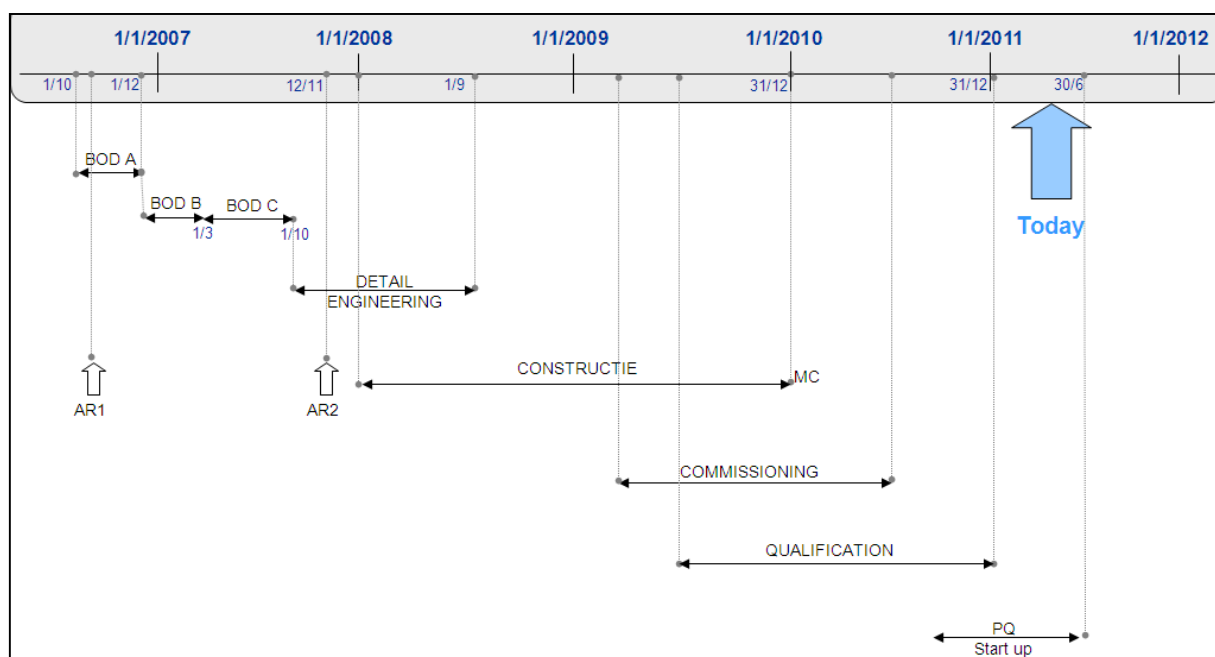 1/1/2007 1/1/2008 1/1/2009 1/1/2010 1/1/2011 1/1/2012
1/10 1/12 12/11 1/9 31/12 31/12 30/6
BOD A
BOD B BOD C
1/3 1/10
Today
DETAIL
ENGINEERING
CONSTRUCTIE
MC
AR1 AR2
COMMISSIONING
QUALIFICATION
PQ
Start up